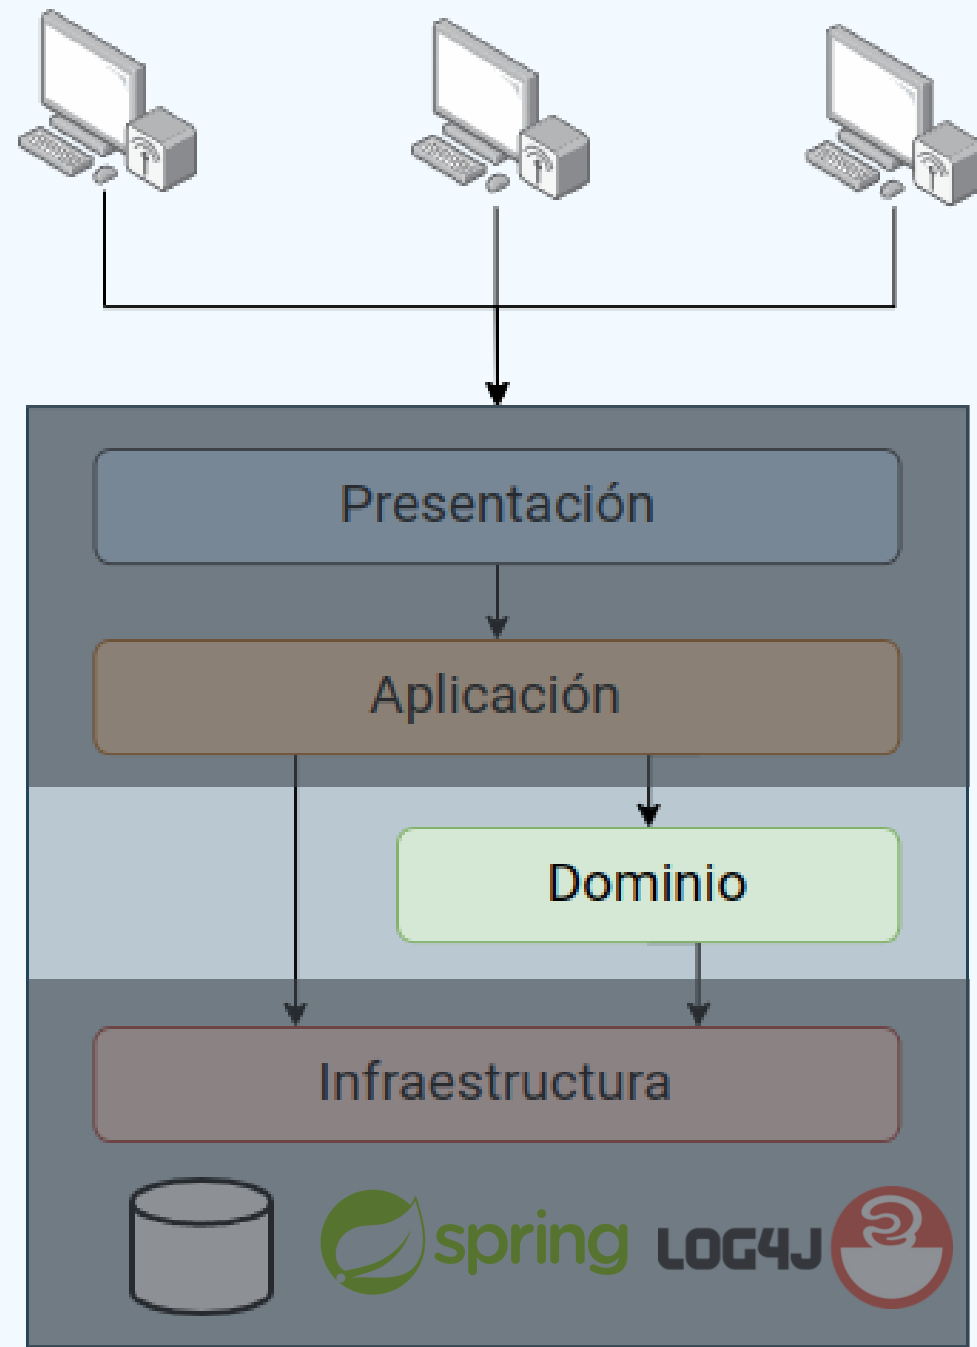 Presentación
Aplicación
Dominio
Infraestructura
spring LOG4J